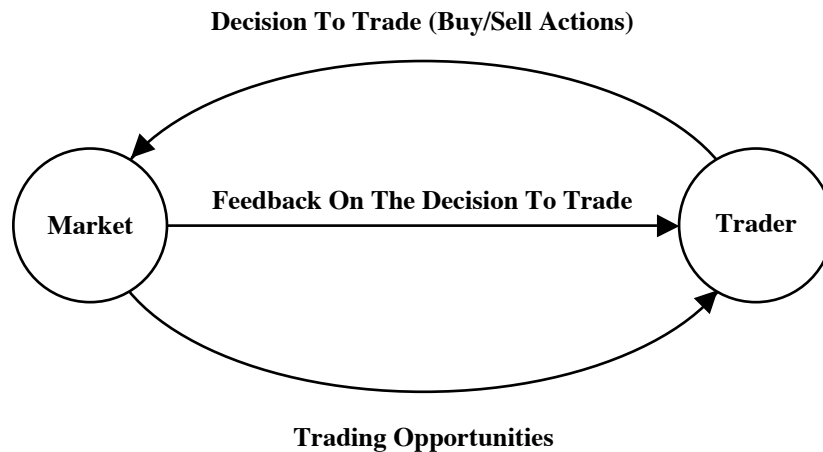 Decision To Trade (Buy/Sell Actions)
Feedback On The Decision To Trade
Market
Trader
Trading Opportunities